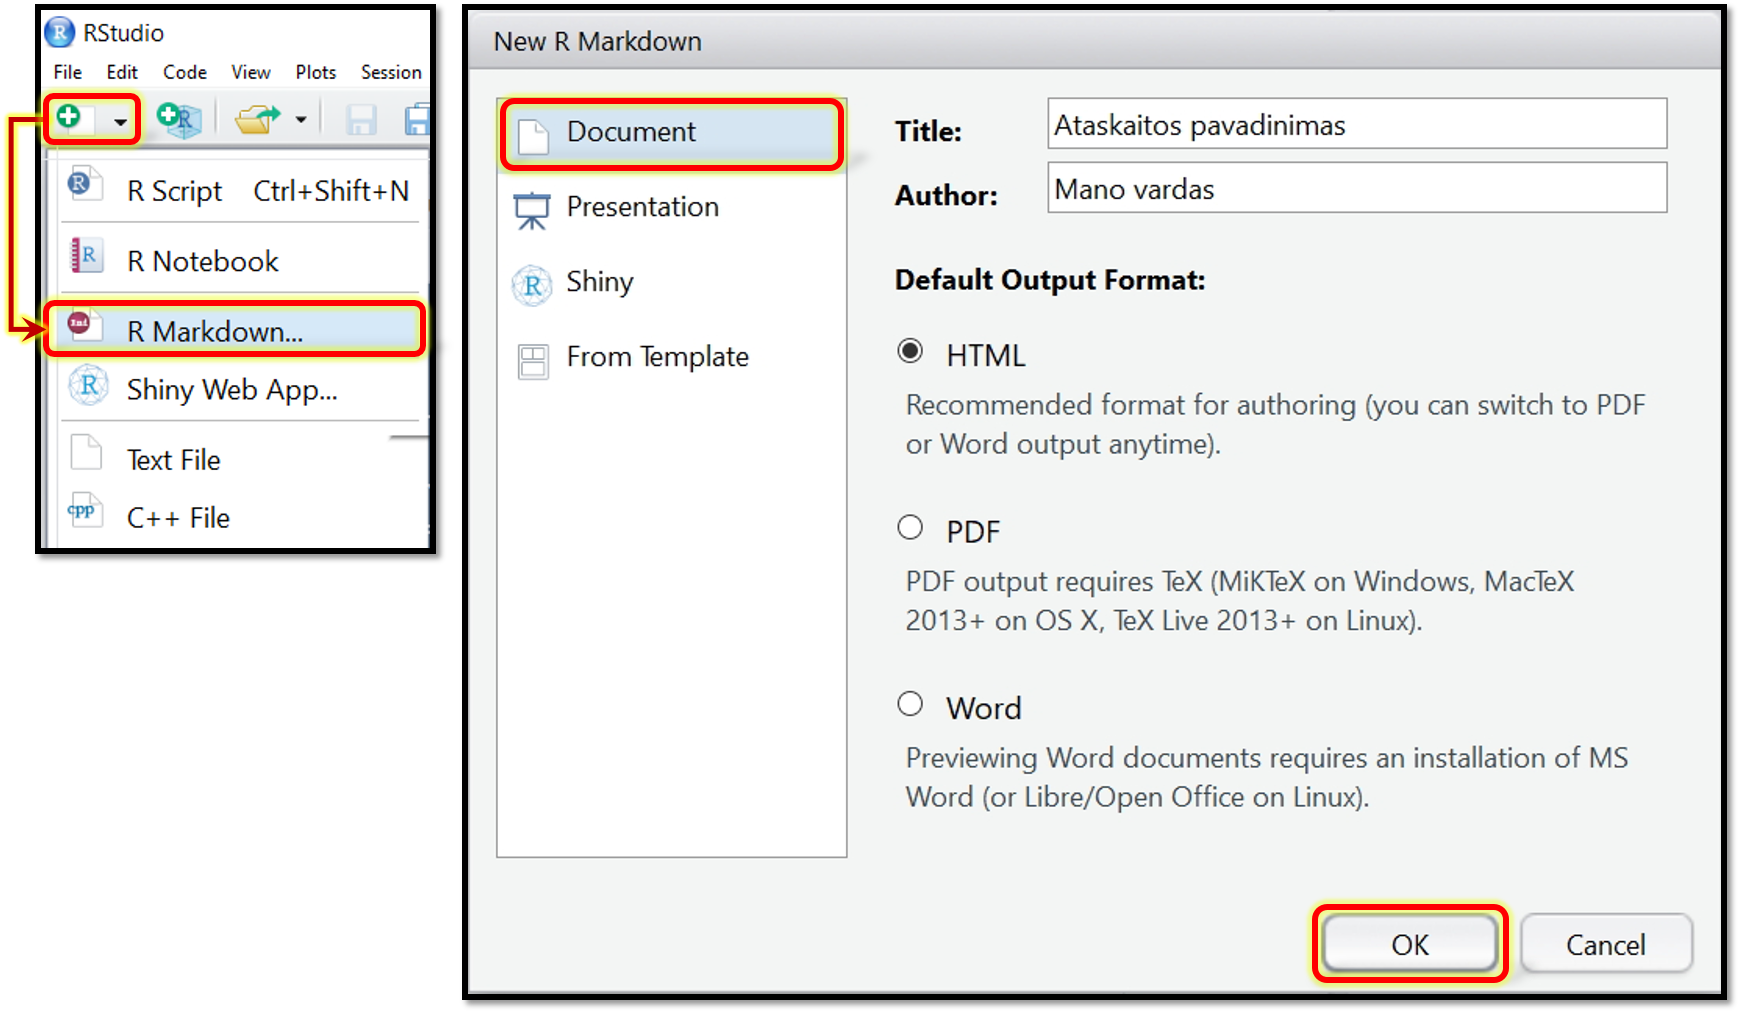 RStudio
File Edit Code View Plots Session
R Script Ctrl+Shift+N
R Notebook
R Markdown...
Shiny Web App...
Text File
cpp C++ File
New R Markdown
Document
Presentation
Shiny
From Template
Title: Ataskaitos pavadinimas
Author: Mano vardas
Default Output Format:
HTML
Recommended format for authoring (you can switch to PDF
or Word output anytime).
PDF
PDF output requires TeX (MiKTeX on Windows, MacTeX
2013+ on OS X, TeX Live 2013+ on Linux).
Word
Previewing Word documents requires an installation of MS
Word (or Libre/Open Office on Linux).
OK Cancel